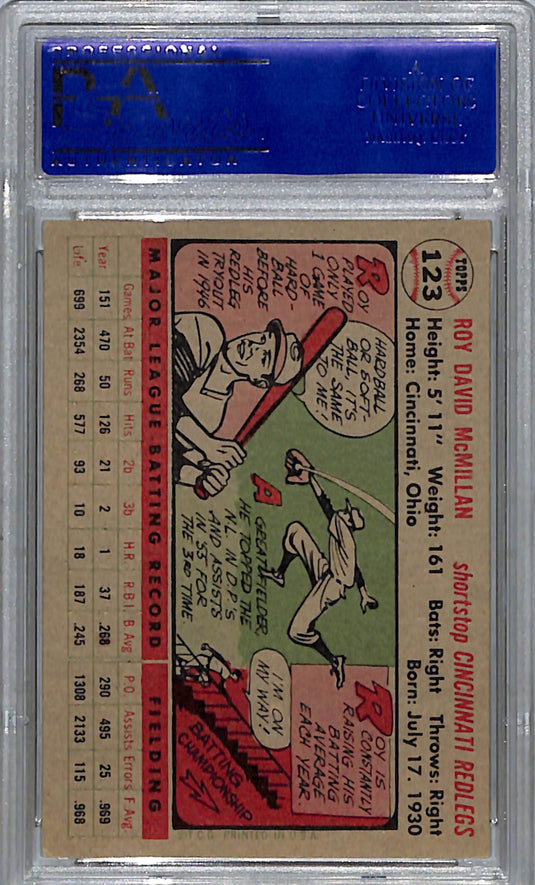 PROFESSIONAL
PSA
AUTHENTICATOR
A
DIVISION OF
COLLECTORS
UNIVERSE
TOPPS
123
ROY DAVID McMILLAN shortstop CINCINNATI REDLEGS
Height: 5' 11" Weight: 161 Bats: Right Throws: Right
Home: Cincinnati, Ohio Born: July 17, 1930
ROY
PLAYED
ONLY
1 GAME
OF
HARD-
BALL
BEFORE
HIS
REDLEG
TRYOUT
IN 1946.
HARDBALL
OR SOFT-
BALL, IT'S
THE SAME
TO ME!
A
GREAT FIELDER,
HE TOPPED THE
N.L. IN D.P.'S
AND ASSISTS
IN '55 FOR
THE 3RD TIME
ROY IS
CONSTANTLY
RAISING HIS
BATTING
AVERAGE
EACH YEAR.
I'M ON
MY WAY!
BATTING
CHAMPIONSHIP
T.C.G. PRINTED IN U.S.A.
MAJOR LEAGUE BATTING RECORD FIELDING
Games At Bat Runs Hits 2b 3b H.R. R.B.I. B. Avg. P.O. Assists Errors F. Avg.
Year 151 470 50 126 21 2 1 37 .268 290 495 25 .969
Life 699 2354 268 577 93 10 18 187 .245 1308 2133 115 .968